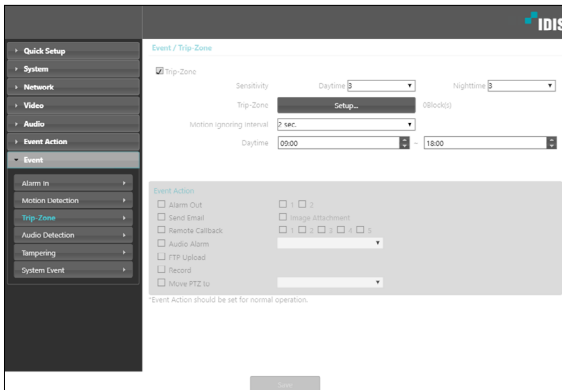 IDIS
Quick Setup
System
Network
Video
Audio
Event Action
Event
Alarm In
Motion Detection
Trip-Zone
Audio Detection
Tampering
System Event
Event / Trip-Zone
Trip-Zone
Sensitivity Daytime 3 Nighttime 3
Trip-Zone Setup... 0Block(s)
Motion Ignoring Interval 2 sec.
Daytime 09:00 ~ 18:00
Event Action
Alarm Out 1 2
Send Email Image Attachment
Remote Callback 1 2 3 4 5
Audio Alarm
FTP Upload
Record
Move PTZ to
*Event Action should be set for normal operation.
Save